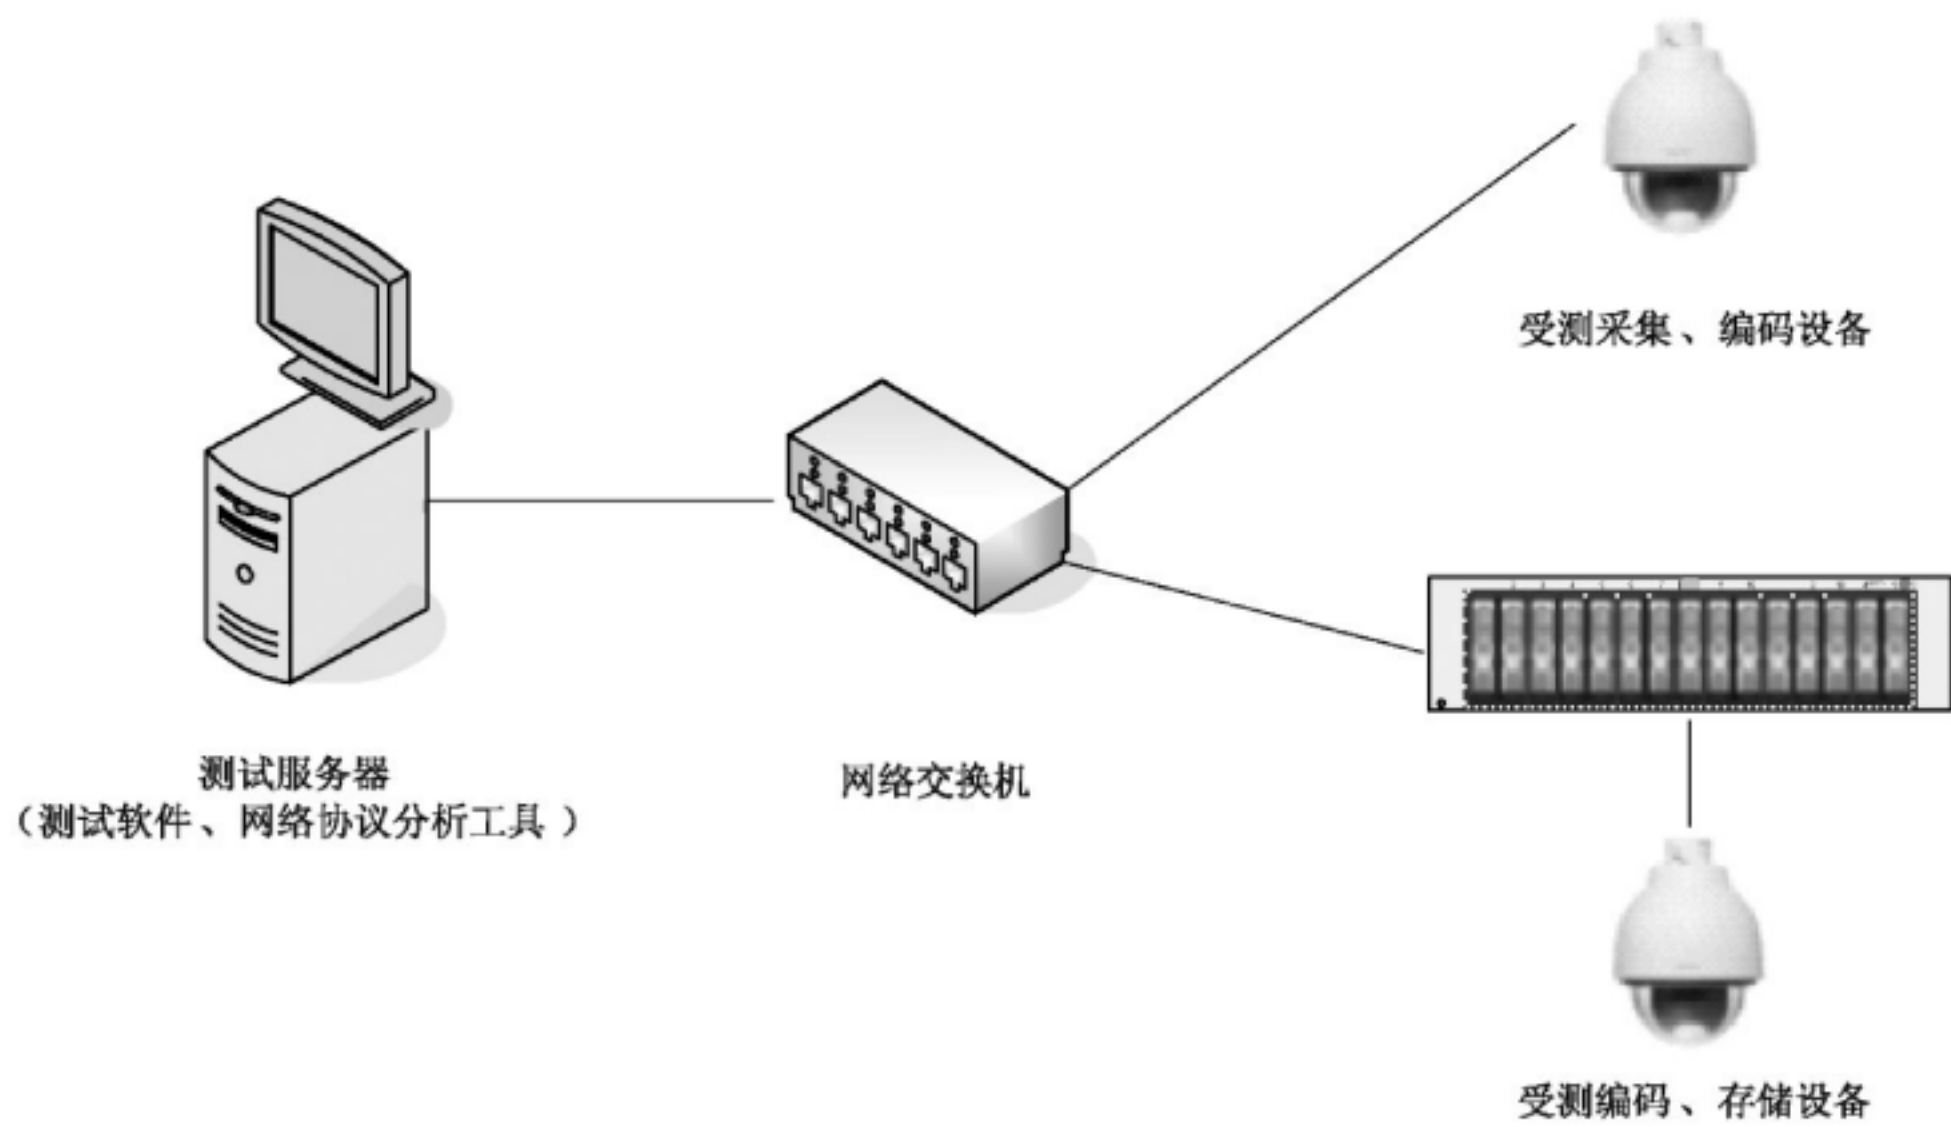 受测采集、编码设备
测试服务器
(测试软件、网络协议分析工具)
网络交换机
受测编码、存储设备